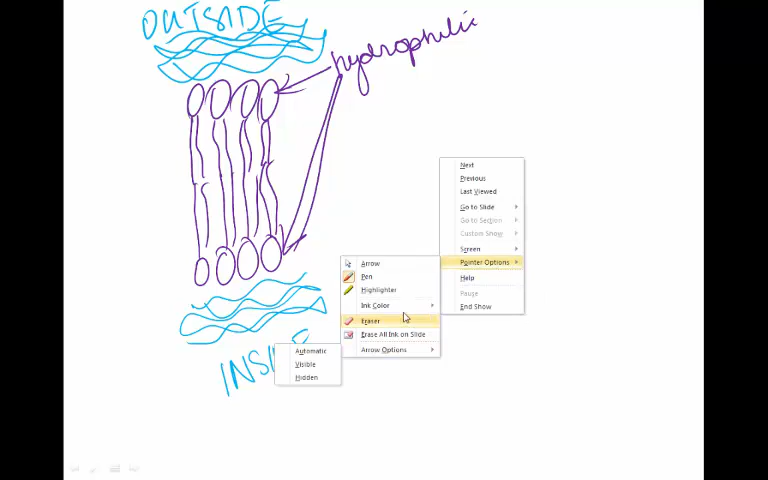 OUTSIDE
hydrophilic
Next
Previous
Last Viewed
Go to Slide
Go to Section
Custom Show
Screen
Pointer Options
Help
Pause
End Show
Arrow
Pen
Highlighter
Ink Color
Eraser
Erase All Ink on Slide
Arrow Options
Automatic
Visible
Hidden
INSIDE